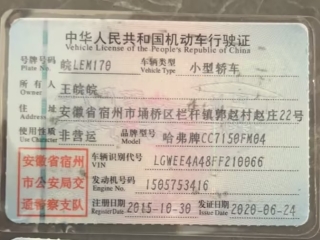 中华人民共和国机动车行驶证
Vehicle License of the People's Republic of China
号牌号码 皖LEM170 车辆类型 小型轿车
Plate No. Vehicle Type
所有人 王皖皖
Owner
住址 安徽省宿州市埇桥区栏杆镇郭赵村赵庄22号
Address
使用性质 非营运 品牌型号 哈弗牌CC7150FM04
Use Character Model
安徽省宿州市公安局交通警察支队
车辆识别代号 LGWEE4A48FF210066
VIN
发动机号码 1505753416
Engine No.
注册日期 2015-10-30 发证日期 2020-06-24
Register Date Issue Date